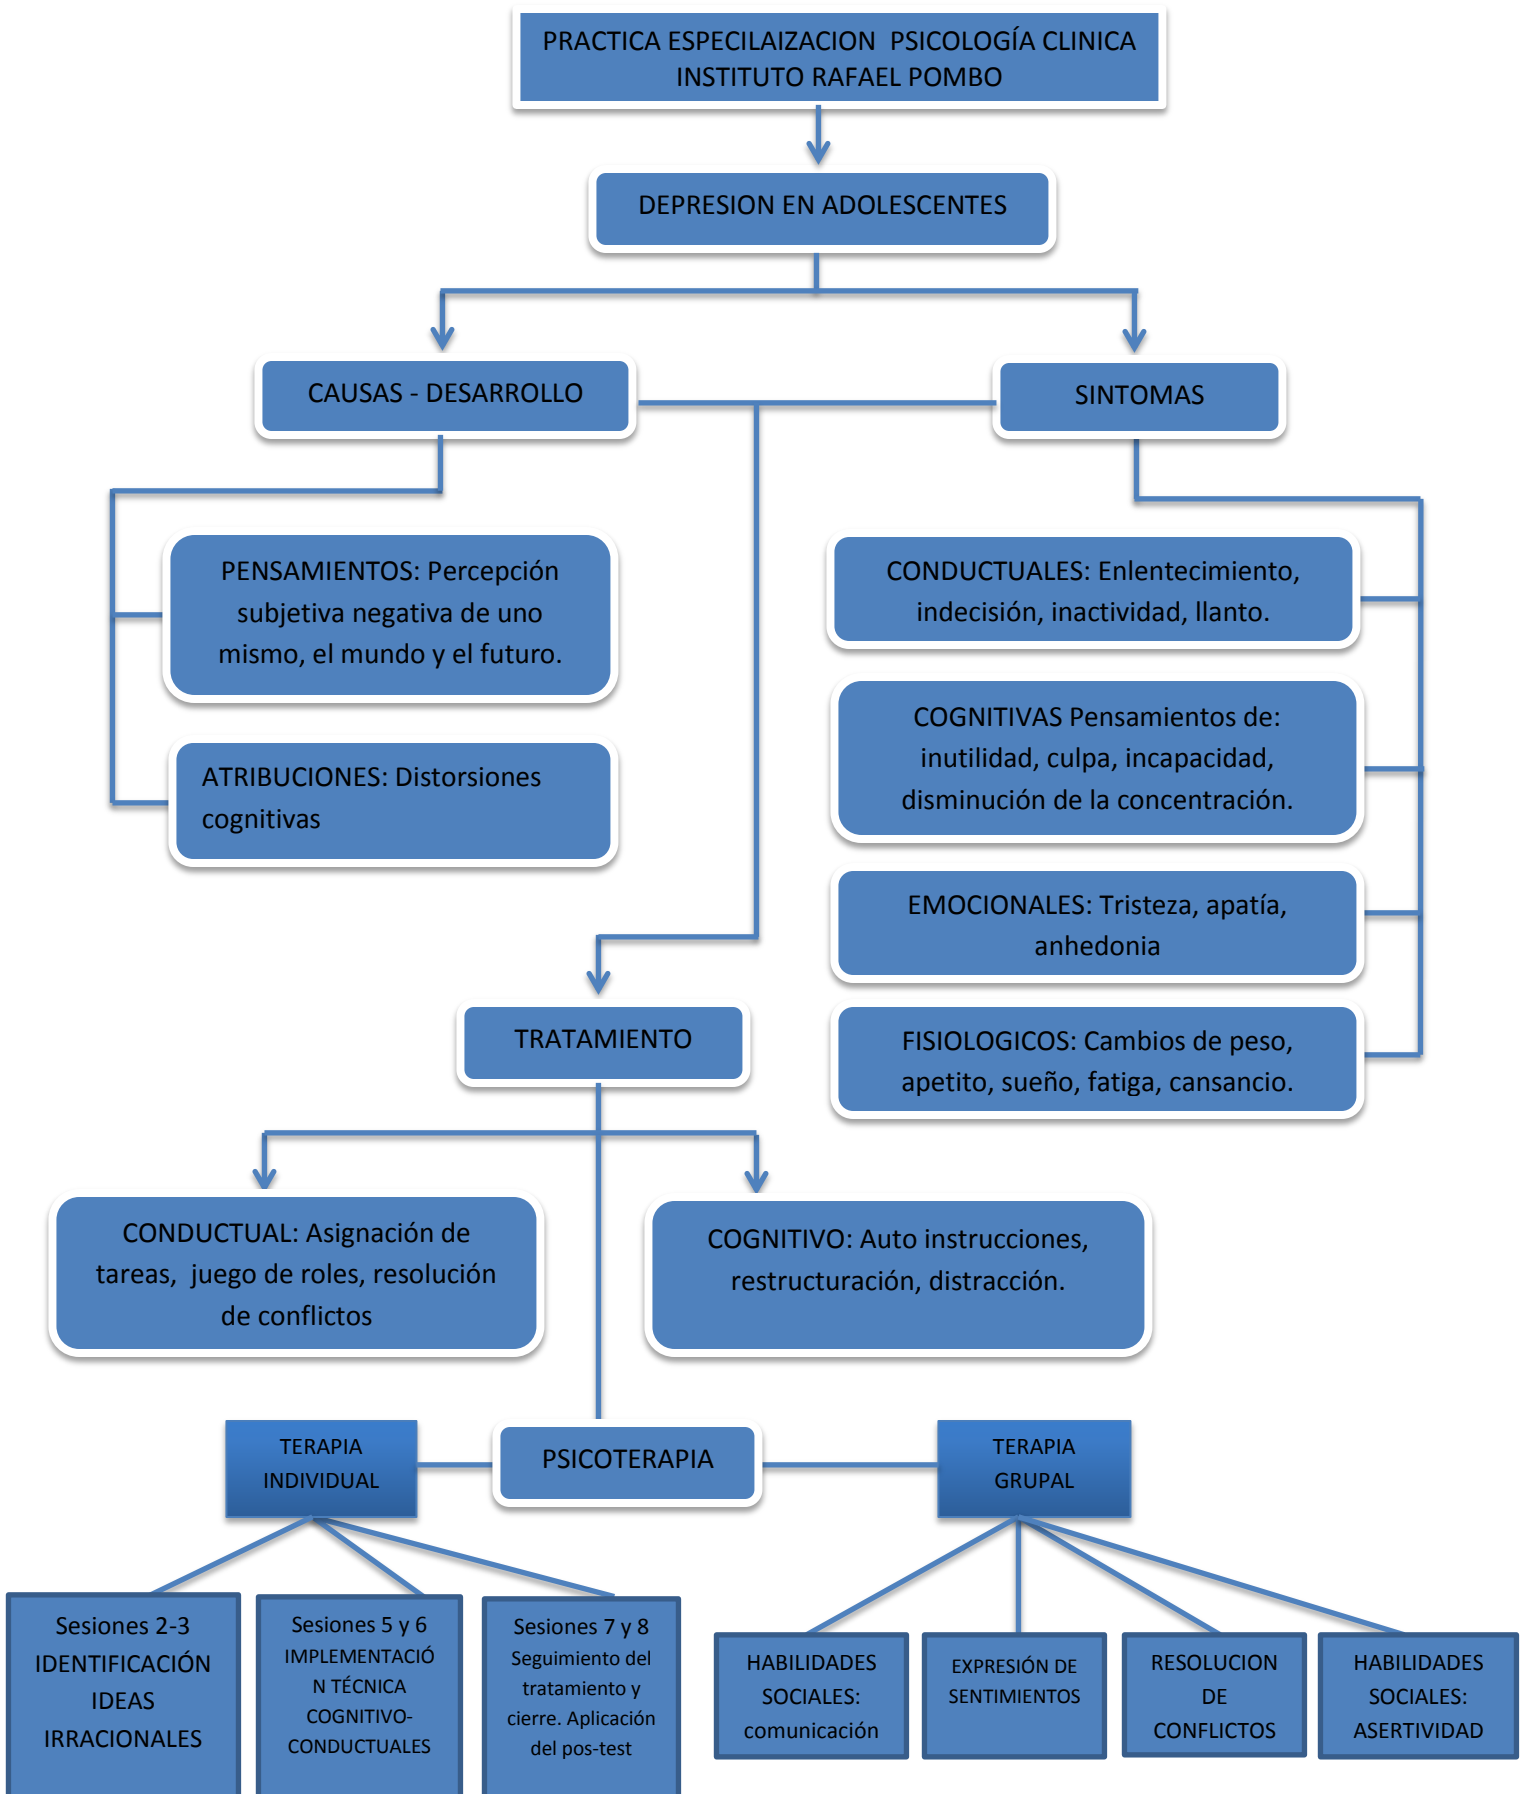 PRACTICA ESPECILAIZACION PSICOLOGÍA CLINICA
INSTITUTO RAFAEL POMBO
DEPRESION EN ADOLESCENTES
CAUSAS - DESARROLLO
SINTOMAS
PENSAMIENTOS: Percepción
subjetiva negativa de uno
mismo, el mundo y el futuro.
ATRIBUCIONES: Distorsiones
cognitivas
CONDUCTUALES: Enlentecimiento,
indecisión, inactividad, llanto.
COGNITIVAS Pensamientos de:
inutilidad, culpa, incapacidad,
disminución de la concentración.
EMOCIONALES: Tristeza, apatía,
anhedonia
FISIOLOGICOS: Cambios de peso,
apetito, sueño, fatiga, cansancio.
TRATAMIENTO
CONDUCTUAL: Asignación de
tareas, juego de roles, resolución
de conflictos
COGNITIVO: Auto instrucciones,
restructuración, distracción.
TERAPIA
INDIVIDUAL
PSICOTERAPIA
TERAPIA
GRUPAL
Sesiones 2-3
IDENTIFICACIÓN
IDEAS
IRRACIONALES
Sesiones 5 y 6
IMPLEMENTACIÓ
N TÉCNICA
COGNITIVO-
CONDUCTUALES
Sesiones 7 y 8
Seguimiento del
tratamiento y
cierre. Aplicación
del pos-test
HABILIDADES
SOCIALES:
comunicación
EXPRESIÓN DE
SENTIMIENTOS
RESOLUCION
DE
CONFLICTOS
HABILIDADES
SOCIALES:
ASERTIVIDAD